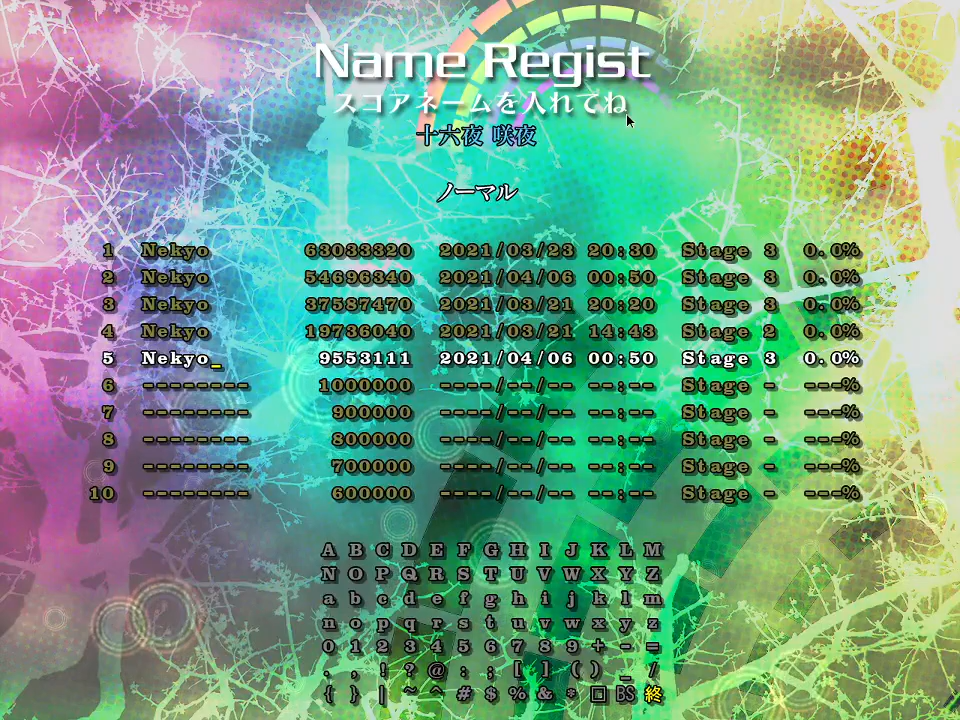 Name Regist
スコアネームを入れてね
十六夜 咲夜
ノーマル
1 Nekyo 63033320 2021/03/23 20:30 Stage 3 0.0%
2 Nekyo 54696340 2021/04/06 00:50 Stage 3 0.0%
3 Nekyo 37587470 2021/03/21 20:20 Stage 3 0.0%
4 Nekyo 19736040 2021/03/21 14:43 Stage 2 0.0%
5 Nekyo_ 9553111 2021/04/06 00:50 Stage 3 0.0%
6 -------- 1000000 ----/--/-- --:-- Stage - ---%
7 -------- 900000 ----/--/-- --:-- Stage - ---%
8 -------- 800000 ----/--/-- --:-- Stage - ---%
9 -------- 700000 ----/--/-- --:-- Stage - ---%
10 -------- 600000 ----/--/-- --:-- Stage - ---%
A B C D E F G H I J K L M
N O P Q R S T U V W X Y Z
a b c d e f g h i j k l m
n o p q r s t u v w x y z
0 1 2 3 4 5 6 7 8 9 + - =
. , ! ? @ : ; [ ] ( ) _ /
{ } | ~ ^ # $ % & * □ BS 終